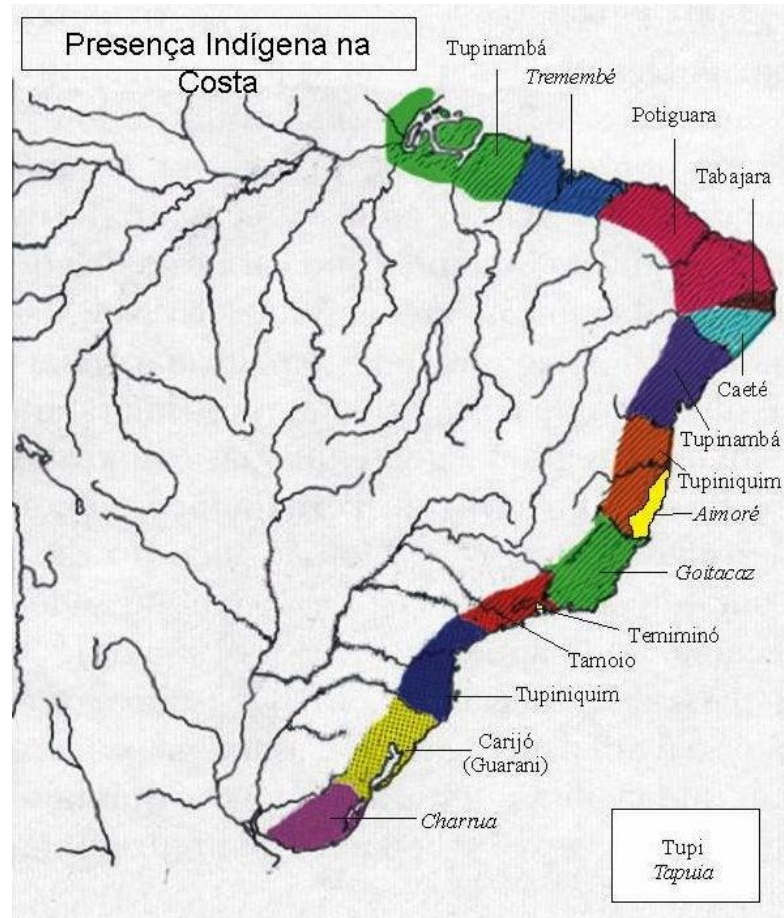 Presença Indígena na
Costa
Tupinambá
Tremembé
Potiguara
Tabajara
Caeté
Tupinambá
Tupiniquim
Aimoré
Goitacaz
Temiminó
Tamoio
Tupiniquim
Carijó
(Guarani)
Charrua
Tupi
Tapuia